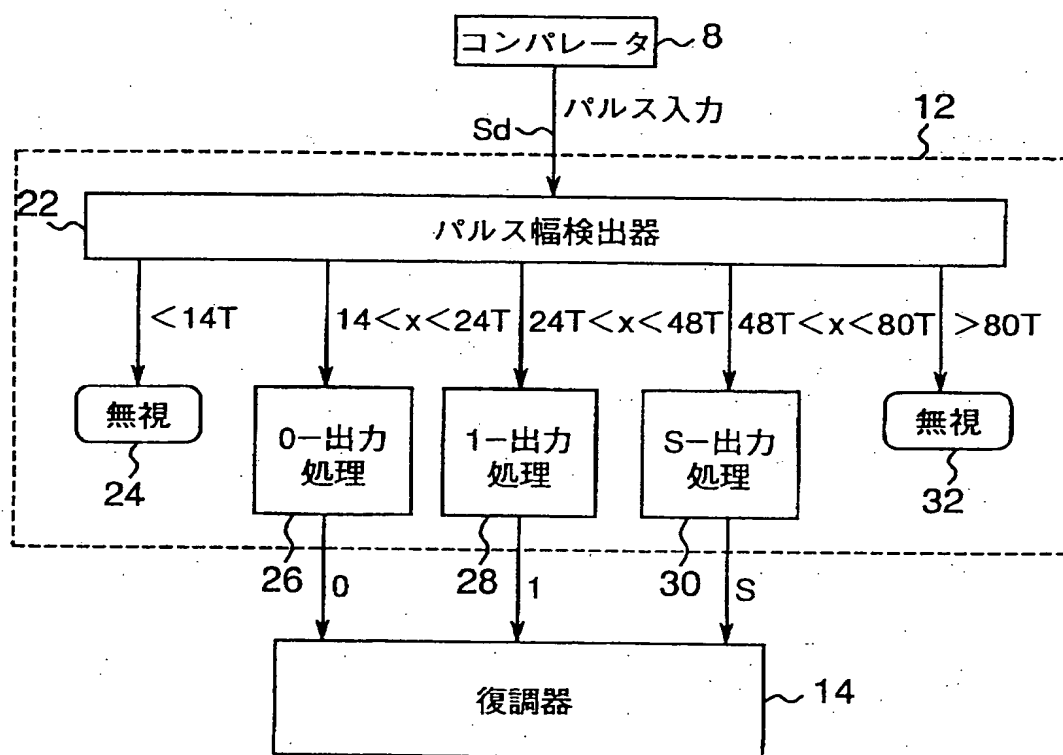 コンパレータ 8
パルス入力
Sd
12
22
パルス幅検出器
<14T 14<x<24T 24T<x<48T 48T<x<80T >80T
無視 0-出力処理 1-出力処理 S-出力処理 無視
24 26 28 30 32
0 1 S
復調器 14